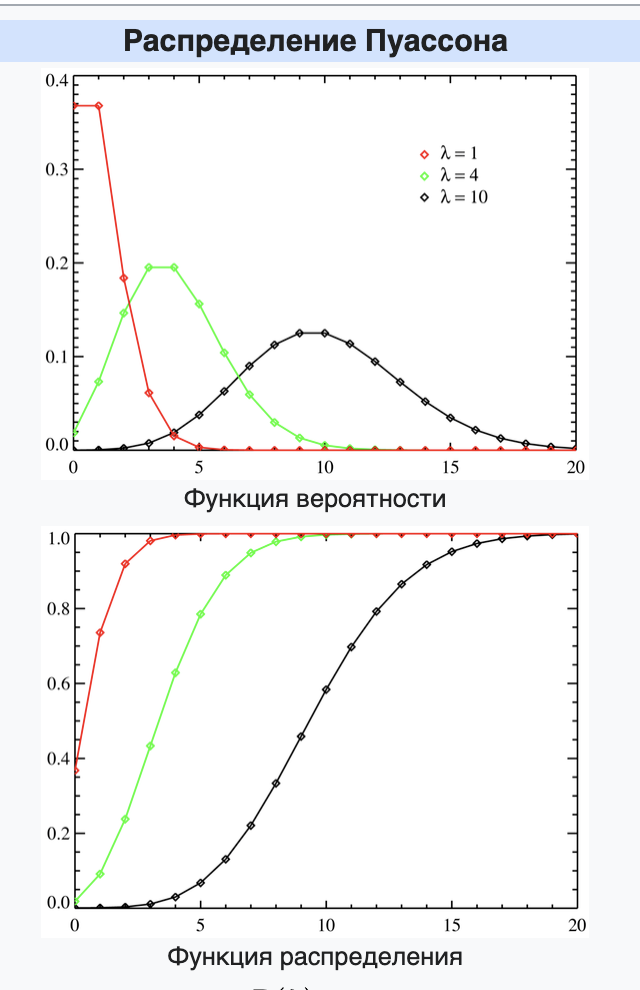 Распределение Пуассона
0.4
0.3
0.2
0.1
0.0
λ = 1
λ = 4
λ = 10
0 5 10 15 20
Функция вероятности
1.0
0.8
0.6
0.4
0.2
0.0
0 5 10 15 20
Функция распределения